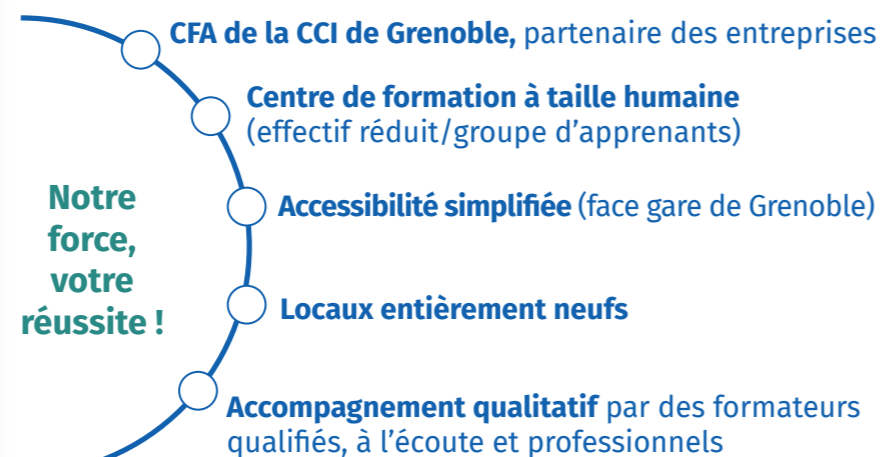 CFA de la CCI de Grenoble, partenaire des entreprises
Centre de formation à taille humaine
(effectif réduit/groupe d’apprenants)
Notre
force,
votre
réussite !
Accessibilité simplifiée (face gare de Grenoble)
Locaux entièrement neufs
Accompagnement qualitatif par des formateurs
qualifiés, à l’écoute et professionnels